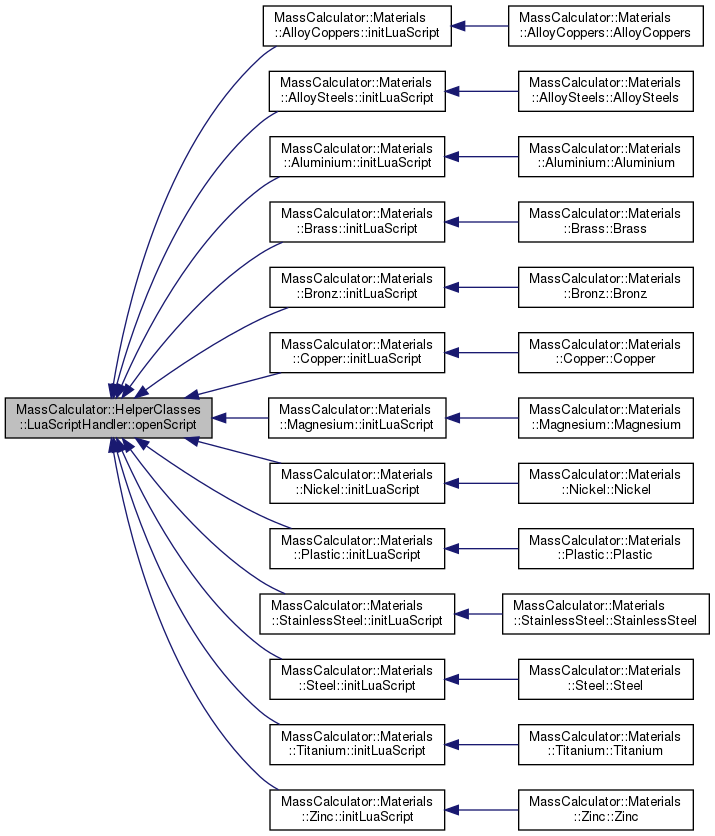 MassCalculator::Materials
::AlloyCoppers::initLuaScript
MassCalculator::Materials
::AlloyCoppers::AlloyCoppers
MassCalculator::Materials
::AlloySteels::initLuaScript
MassCalculator::Materials
::AlloySteels::AlloySteels
MassCalculator::Materials
::Aluminium::initLuaScript
MassCalculator::Materials
::Aluminium::Aluminium
MassCalculator::Materials
::Brass::initLuaScript
MassCalculator::Materials
::Brass::Brass
MassCalculator::Materials
::Bronz::initLuaScript
MassCalculator::Materials
::Bronz::Bronz
MassCalculator::Materials
::Copper::initLuaScript
MassCalculator::Materials
::Copper::Copper
MassCalculator::HelperClasses
::LuaScriptHandler::openScript
MassCalculator::Materials
::Magnesium::initLuaScript
MassCalculator::Materials
::Magnesium::Magnesium
MassCalculator::Materials
::Nickel::initLuaScript
MassCalculator::Materials
::Nickel::Nickel
MassCalculator::Materials
::Plastic::initLuaScript
MassCalculator::Materials
::Plastic::Plastic
MassCalculator::Materials
::StainlessSteel::initLuaScript
MassCalculator::Materials
::StainlessSteel::StainlessSteel
MassCalculator::Materials
::Steel::initLuaScript
MassCalculator::Materials
::Steel::Steel
MassCalculator::Materials
::Titanium::initLuaScript
MassCalculator::Materials
::Titanium::Titanium
MassCalculator::Materials
::Zinc::initLuaScript
MassCalculator::Materials
::Zinc::Zinc